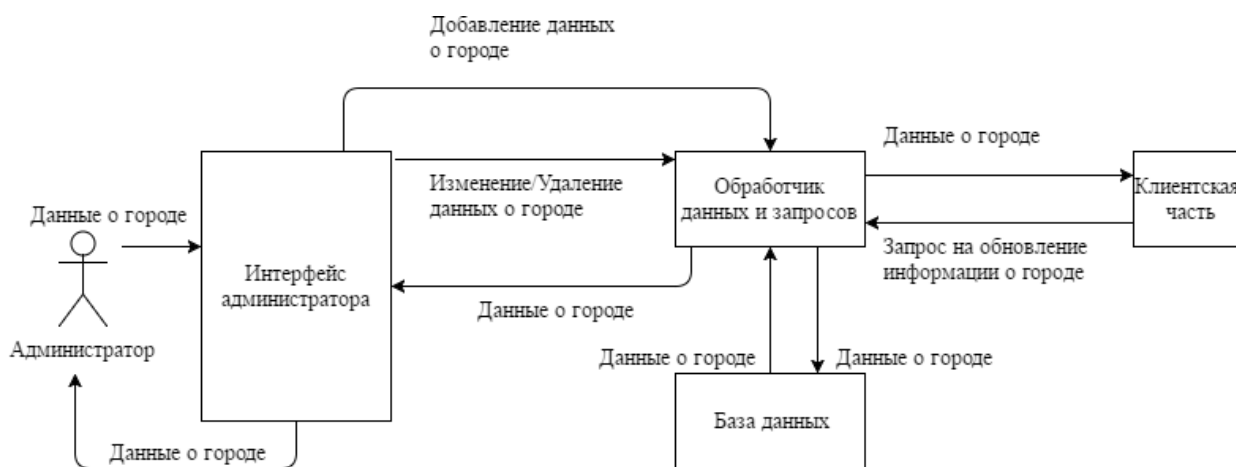 Добавление данных
о городе
Данные о городе
Изменение/Удаление
данных о городе
Обработчик
данных и запросов
Клиентская
часть
Данные о городе
Интерфейс
администратора
Запрос на обновление
информации о городе
Данные о городе
Администратор
Данные о городе
Данные о городе
База данных
Данные о городе